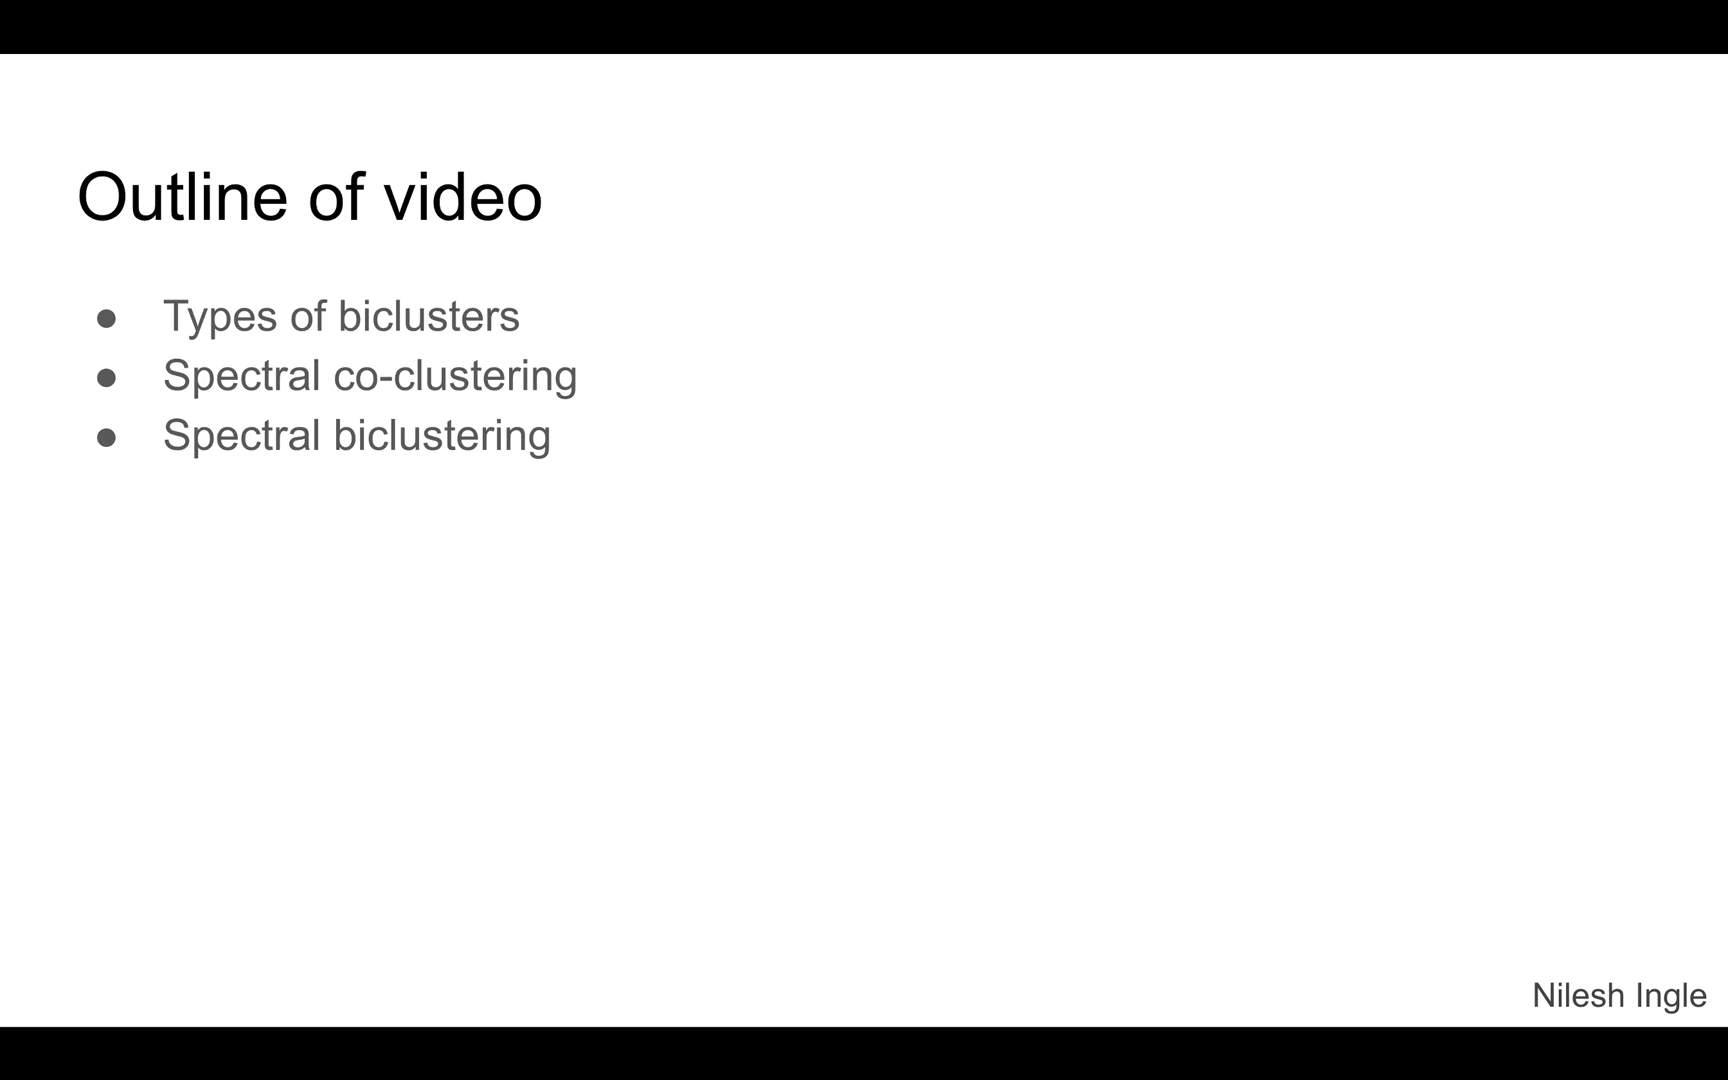 Outline of video
● Types of biclusters
● Spectral co-clustering
● Spectral biclustering
Nilesh Ingle